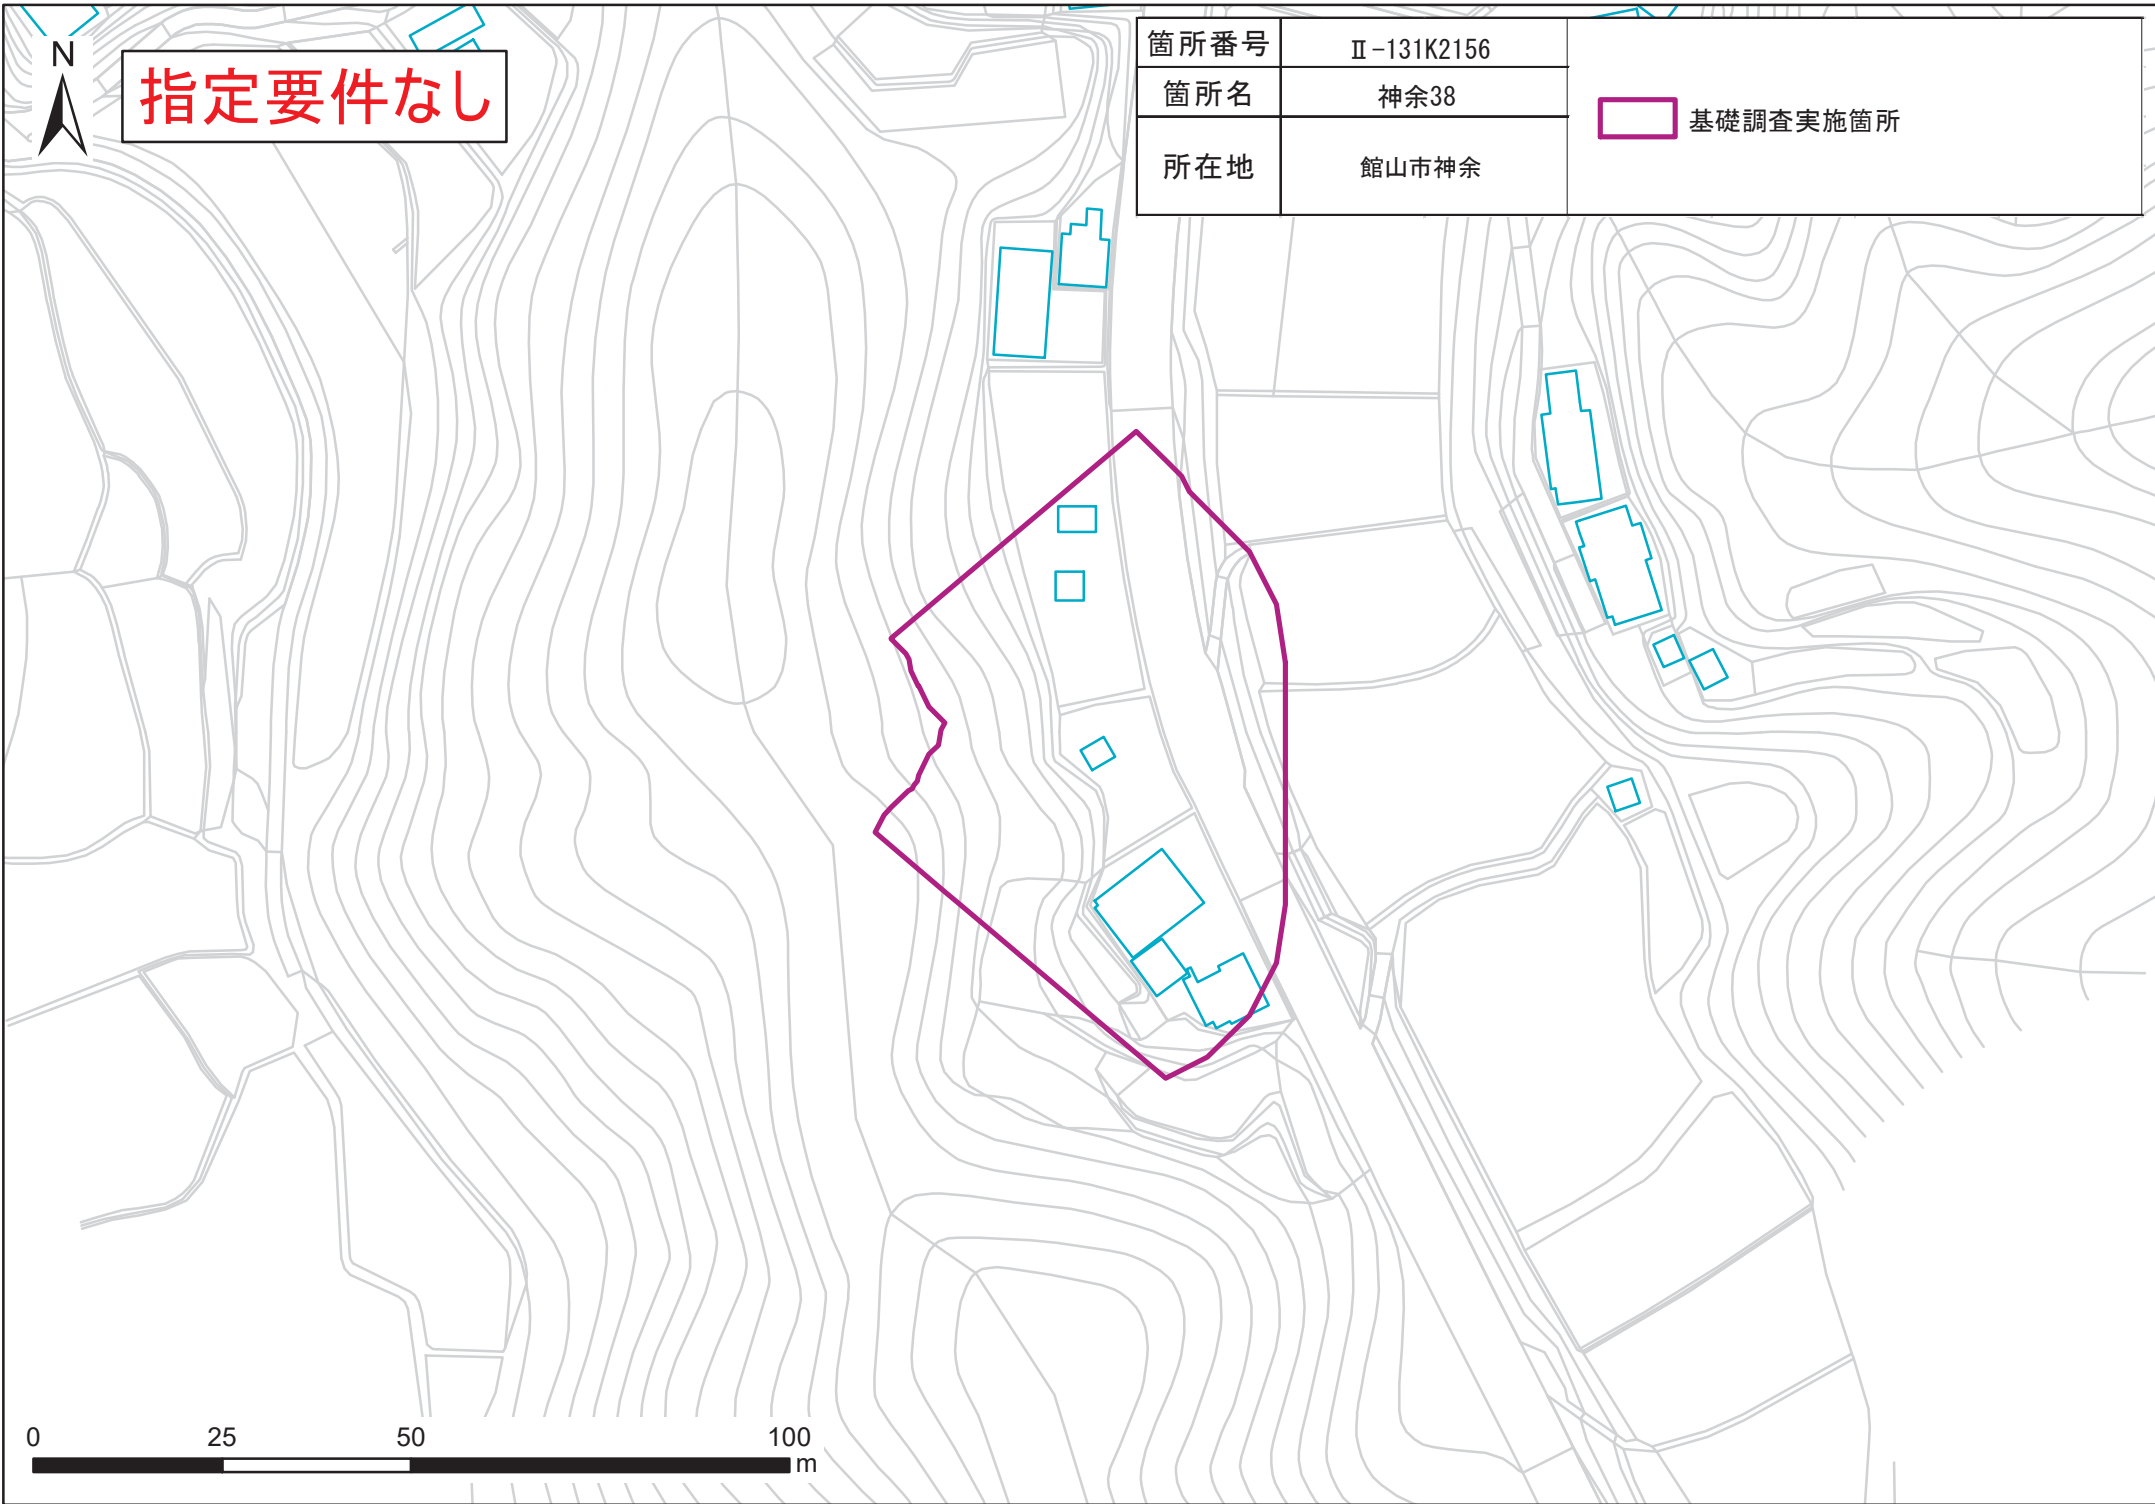 N
指定要件なし
箇所番号 Ⅱ-131K2156
箇所名 神余38
所在地 館山市神余
基礎調査実施箇所
0 25 50 100
m